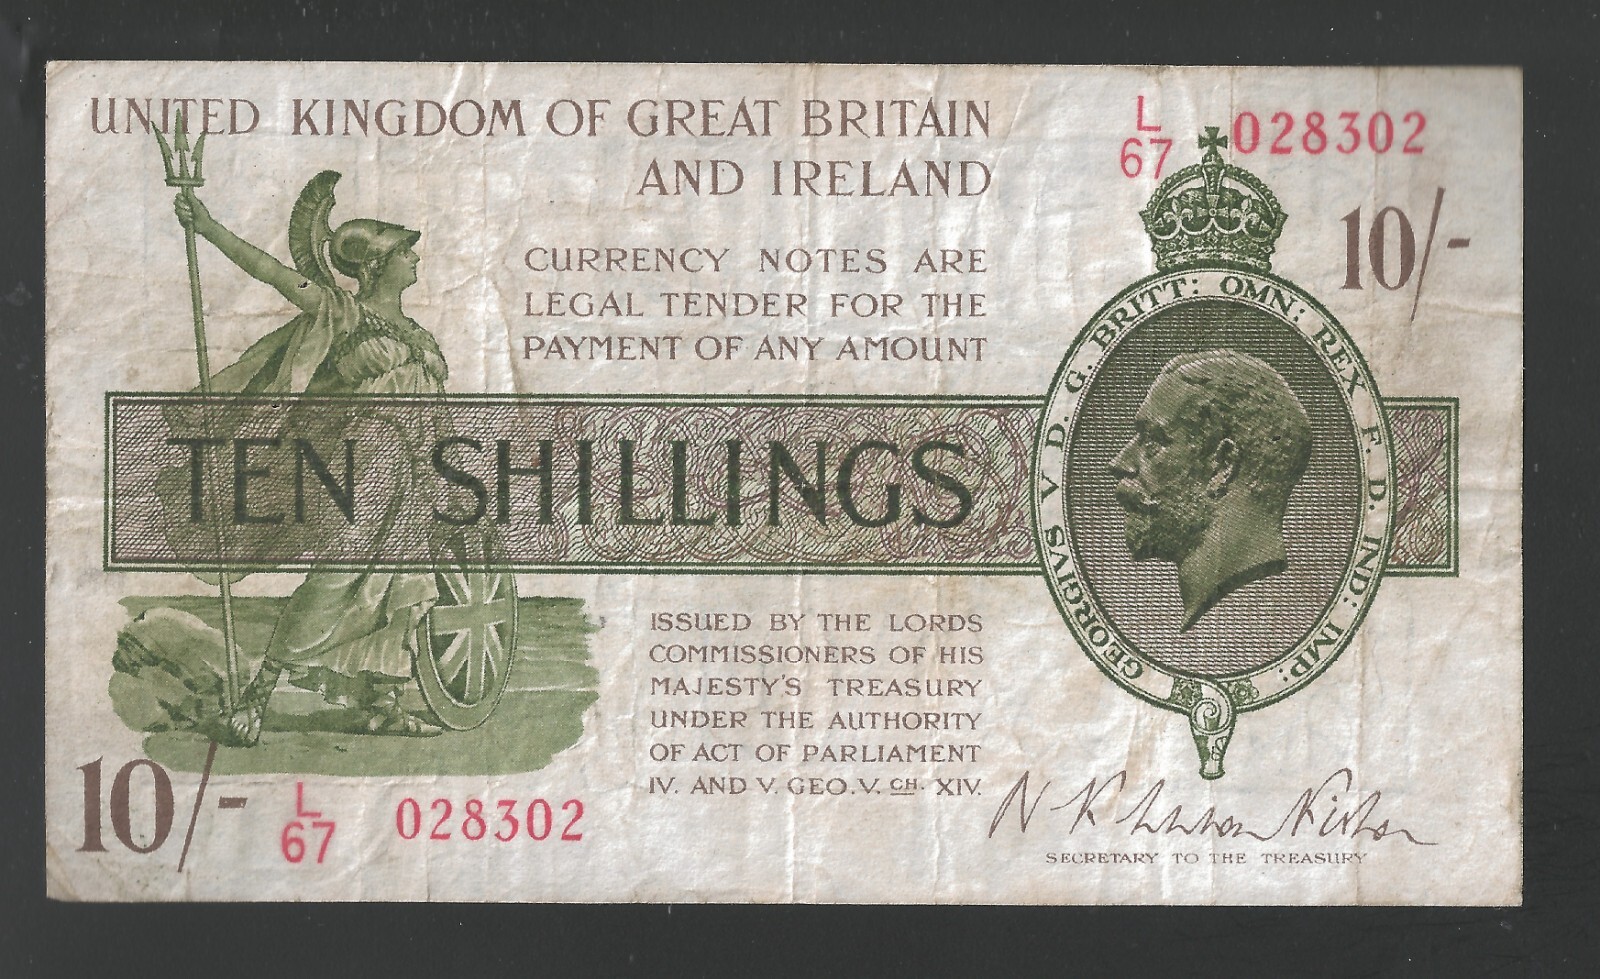 UNITED KINGDOM OF GREAT BRITAIN
AND IRELAND
L
67
028302
10/-
CURRENCY NOTES ARE
LEGAL TENDER FOR THE
PAYMENT OF ANY AMOUNT
GEORGIVS V D. G. BRITT: OMN: REX F. D. IND: IMP:
TEN SHILLINGS
ISSUED BY THE LORDS
COMMISSIONERS OF HIS
MAJESTY'S TREASURY
UNDER THE AUTHORITY
OF ACT OF PARLIAMENT
IV. AND V. GEO. V. CH. XIV.
10/-
L
67
028302
SECRETARY TO THE TREASURY